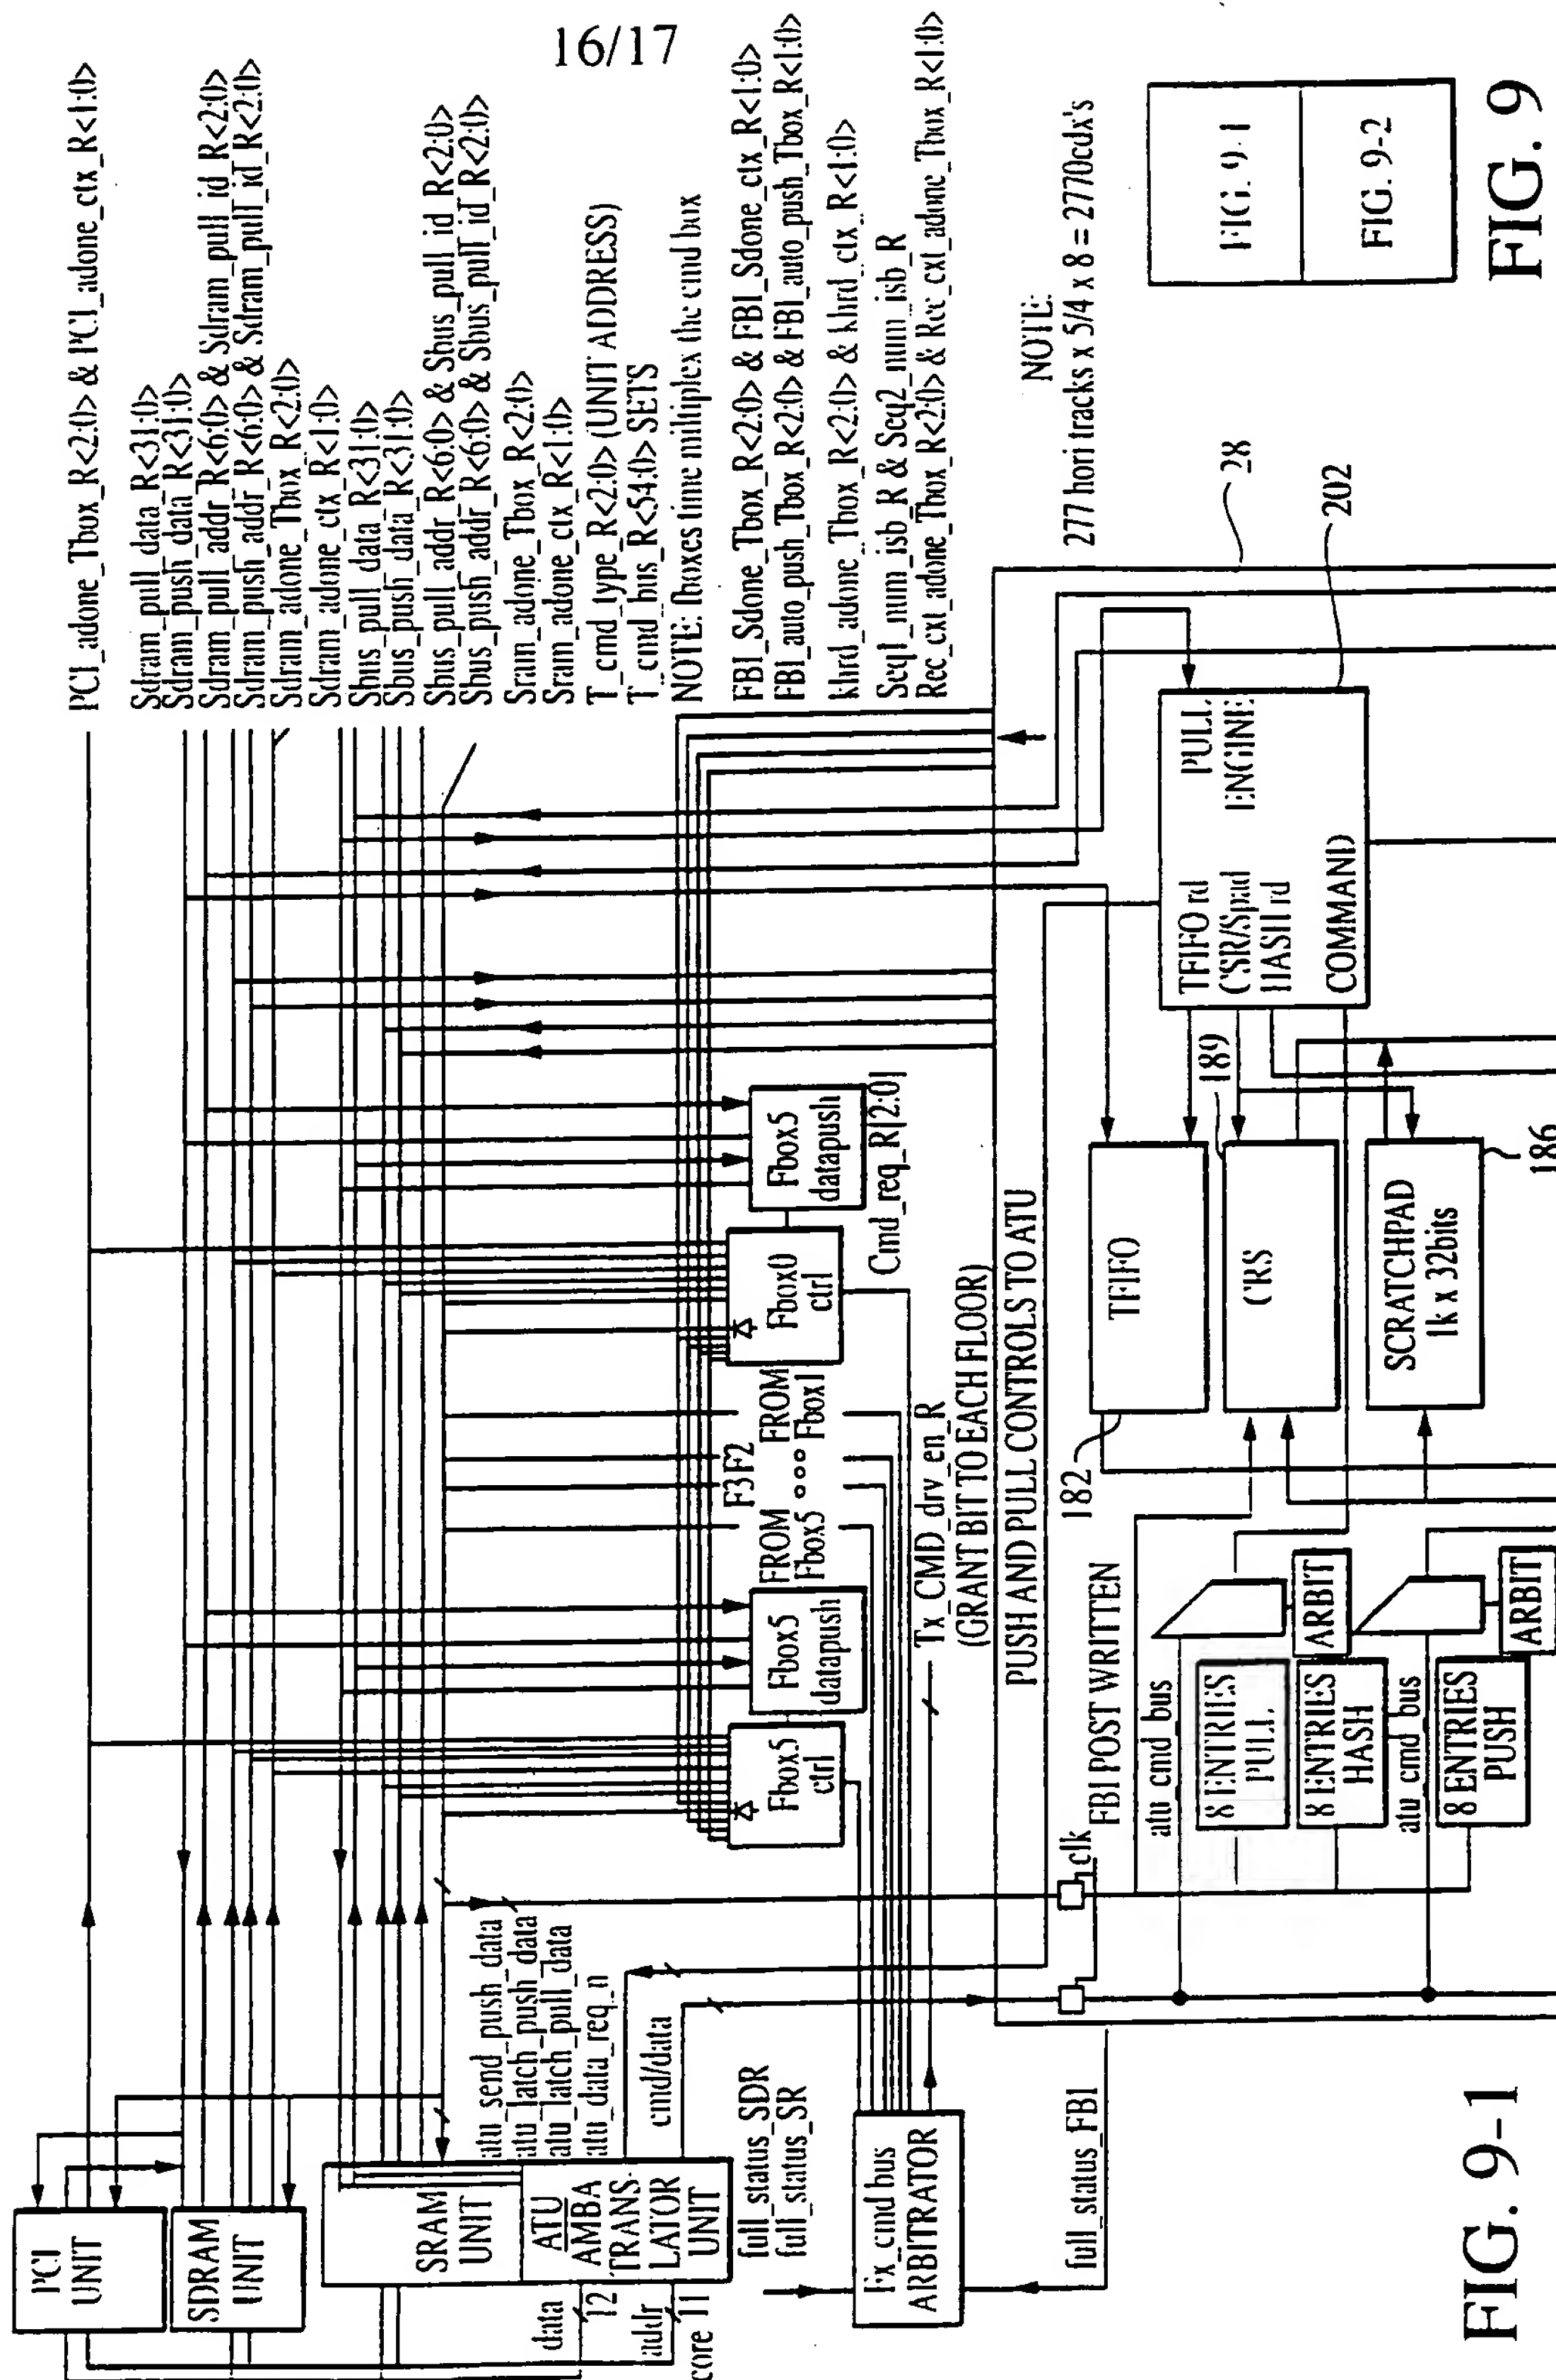 16/17
PCI_adone_Tbox_R<2:0> & PCI_adone_ctx_R<1:0>
Sdram_pull_data_R<31:0>
Sdram_push_data_R<31:0>
Sdram_pull_addr_R<6:0> & Sdram_pull_id_R<2:0>
Sdram_push_addr_R<6:0> & Sdram_pull_id_R<2:0>
Sdram_adone_Tbox_R<2:0>
Sdram_adone_ctx_R<1:0>
Sbus_pull_data_R<31:0>
Sbus_push_data_R<31:0>
Sbus_pull_addr_R<6:0> & Sbus_pull_id_R<2:0>
Sbus_push_addr_R<6:0> & Sbus_pull_id_R<2:0>
Sram_adone_Tbox_R<2:0>
Sram_adone_ctx_R<1:0>
T_cmd_type_R<2:0> (UNIT ADDRESS)
T_cmd_bus_R<54:0> SETS
NOTE: fboxes time multiplex the cmd box
FBI_Sdone_Tbox_R<2:0> & FBI_Sdone_ctx_R<1:0>
FBI_auto_push_Tbox_R<2:0> & FBI_auto_push_Tbox_R<1:0>
khrd_adone_Tbox_R<2:0> & khrd_ctx_R<1:0>
Seq1_num_isb_R & Seq2_num_isb_R
Rec_cxt_adone_Tbox_R<2:0> & Rec_cxt_adone_Tbox_R<1:0>
NOTE:
277 hori tracks x 5/4 x 8 = 2770cdx's
PCI
UNIT
SDRAM
UNIT
SRAM
UNIT
ATU
AMBA
TRANS-
LATOR
UNIT
data
12
addr
11
core
atu_send_push_data
atu_latch_push_data
atu_latch_pull_data
atu_data_req_n
cmd/data
full_status_SDR
full_status_SR
Fx_cmd bus
ARBITRATOR
full_status_FBI
Fbox5
ctrl
Fbox5
datapush
FROM
Fbox5
F3 F2
FROM
Fbox1
Fbox0
ctrl
Fbox5
datapush
Cmd_req_R[2:0]
Tx_CMD_drv_en_R
(GRANT BIT TO EACH FLOOR)
PUSH AND PULL CONTROLS TO ATU
28
clk
FBI POST WRITTEN
atu_cmd_bus
8 ENTRIES
PULL
ARBIT
8 ENTRIES
HASH
atu_cmd_bus
8 ENTRIES
PUSH
ARBIT
182
TFIFO
189
CRS
SCRATCHPAD
1k x 32bits
186
TFIFO rd
CSR/Spad
HASH rd
PULL
ENGINE
COMMAND
202
FIG. 9-1
FIG. 9-1
FIG. 9-2
FIG. 9